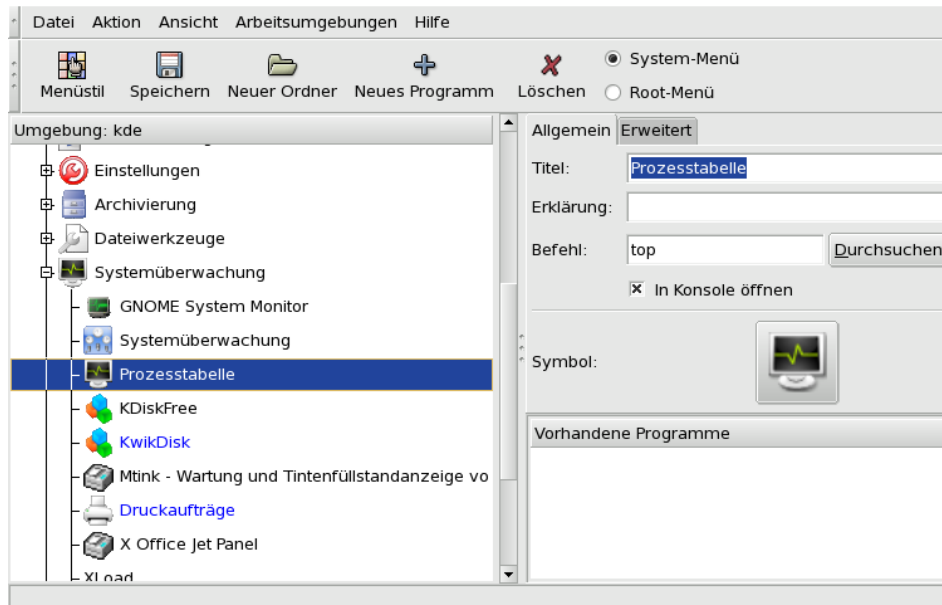 Datei Aktion Ansicht Arbeitsumgebungen Hilfe
Menüstil Speichern Neuer Ordner Neues Programm Löschen
System-Menü
Root-Menü
Umgebung: kde
Einstellungen
Archivierung
Dateiwerkzeuge
Systemüberwachung
GNOME System Monitor
Systemüberwachung
Prozesstabelle
KDiskFree
KwikDisk
Mtink - Wartung und Tintenfüllstandanzeige vo
Druckaufträge
X Office Jet Panel
XLoad
Allgemein Erweitert
Titel: Prozesstabelle
Erklärung:
Befehl: top Durchsuchen
In Konsole öffnen
Symbol:
Vorhandene Programme